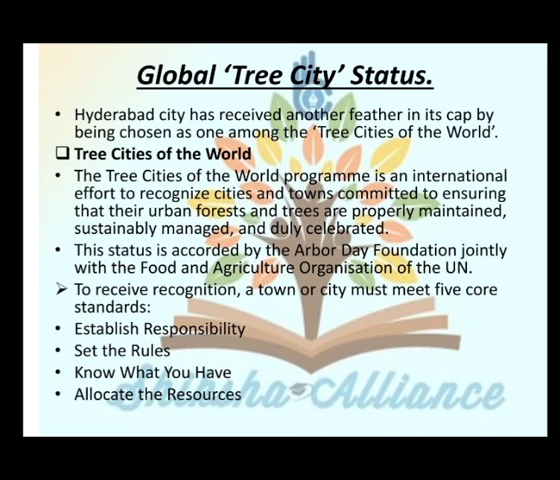 Global ‘Tree City’ Status.
• Hyderabad city has received another feather in its cap by
being chosen as one among the ‘Tree Cities of the World’.
❑ Tree Cities of the World
• The Tree Cities of the World programme is an international
effort to recognize cities and towns committed to ensuring
that their urban forests and trees are properly maintained,
sustainably managed, and duly celebrated.
• This status is accorded by the Arbor Day Foundation jointly
with the Food and Agriculture Organisation of the UN.
➢ To receive recognition, a town or city must meet five core
standards:
• Establish Responsibility
• Set the Rules
• Know What You Have
• Allocate the Resources
Shiksha Alliance